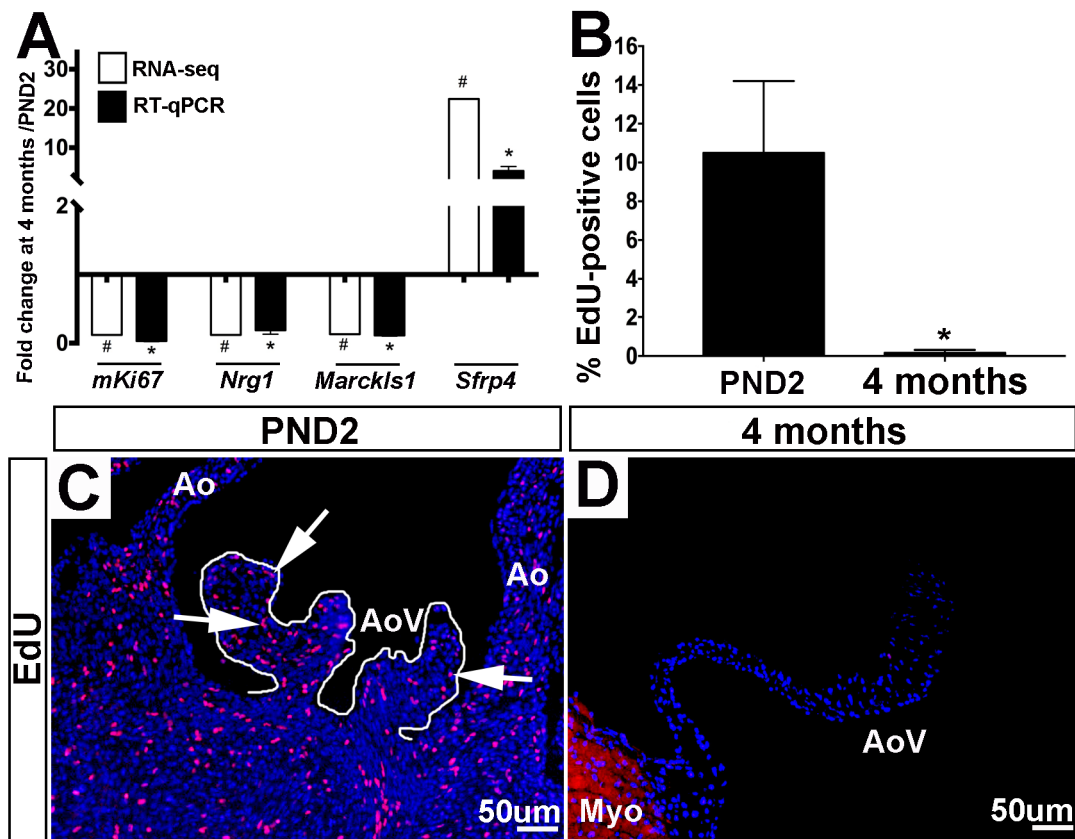 A
Fold change at 4 months /PND2
30
20
10
2
0
RNA-seq
RT-qPCR
#
*
#
*
#
*
#
*
mKi67
Nrg1
Marckls1
Sfrp4
B
% EdU-positive cells
16
14
12
10
8
6
4
2
0
*
PND2
4 months
PND2
4 months
EdU
C
Ao
Ao
AoV
50um
D
AoV
Myo
50um